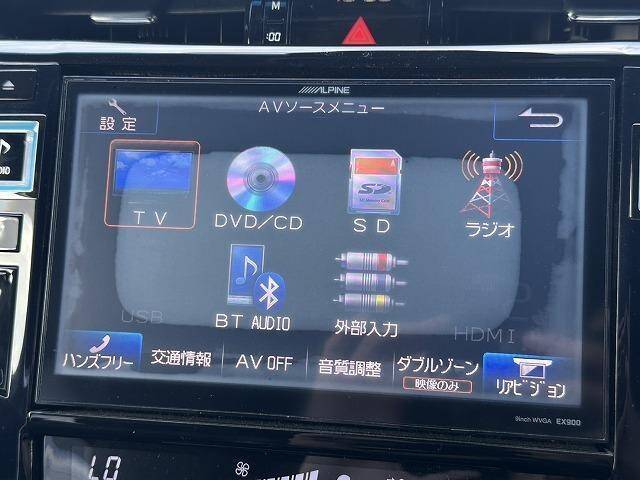 M
:00
ALPINE
AVソースメニュー
設定
TV
DVD/CD
SD
ラジオ
USB
BT AUDIO
外部入力
HDMI
ハンズフリー
交通情報
AV OFF
音質調整
ダブルゾーン
映像のみ
リアビジョン
9inch WVGA EX900
LO